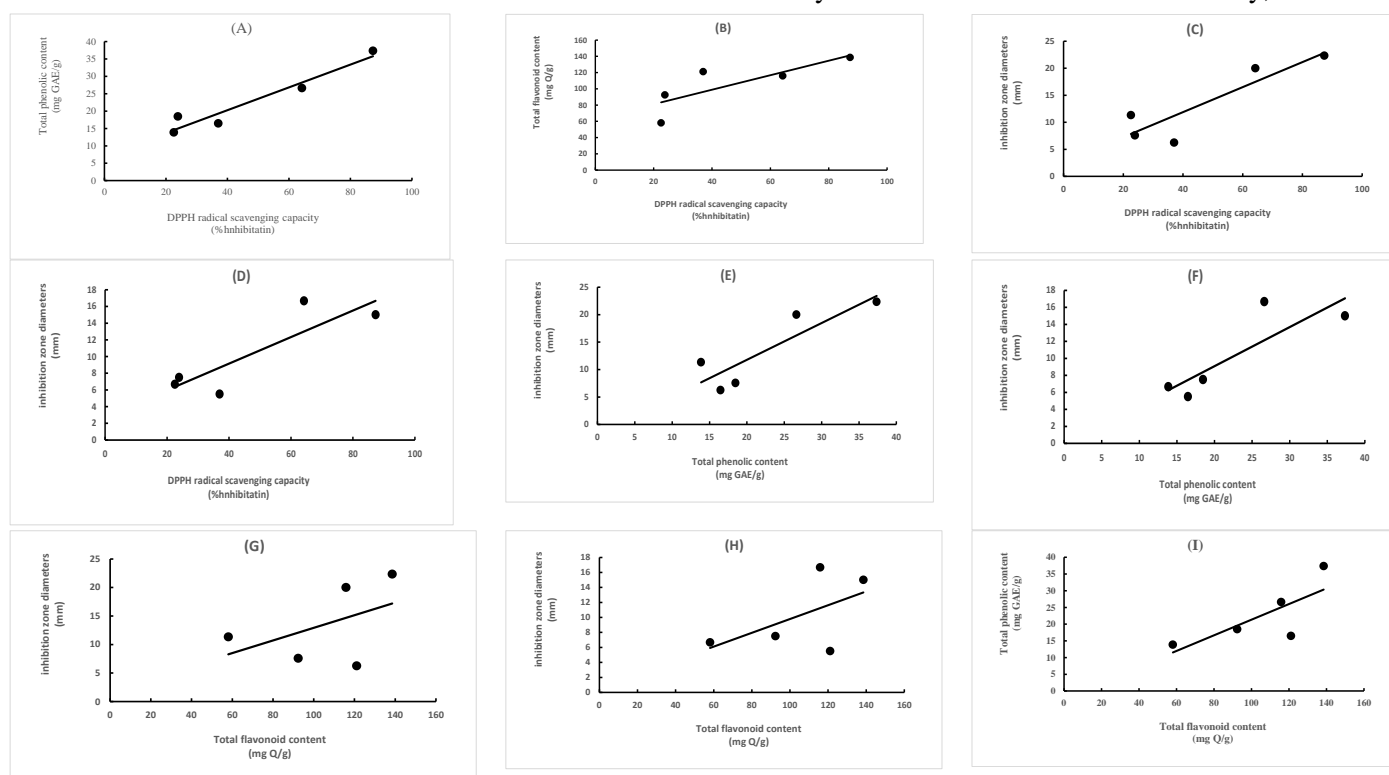 (A)
Total phenolic content
(mg GAE/g)
40
35
30
25
20
15
10
5
0
0 20 40 60 80 100
DPPH radical scavenging capacity
(%hnhibitatin)
(B)
Total flavonoid content
(mg Q/g)
160
140
120
100
80
60
40
20
0
0 20 40 60 80 100
DPPH radical scavenging capacity
(%hnhibitatin)
(C)
inhibition zone diameters
(mm)
25
20
15
10
5
0
0 20 40 60 80 100
DPPH radical scavenging capacity
(%hnhibitatin)
(D)
inhibition zone diameters
(mm)
18
16
14
12
10
8
6
4
2
0
0 20 40 60 80 100
DPPH radical scavenging capacity
(%hnhibitatin)
(E)
inhibition zone diameters
(mm)
25
20
15
10
5
0
0 5 10 15 20 25 30 35 40
Total phenolic content
(mg GAE/g)
(F)
inhibition zone diameters
(mm)
18
16
14
12
10
8
6
4
2
0
0 5 10 15 20 25 30 35 40
Total phenolic content
(mg GAE/g)
(G)
inhibition zone diameters
(mm)
25
20
15
10
5
0
0 20 40 60 80 100 120 140 160
Total flavonoid content
(mg Q/g)
(H)
inhibition zone diameters
(mm)
18
16
14
12
10
8
6
4
2
0
0 20 40 60 80 100 120 140 160
Total flavonoid content
(mg Q/g)
(I)
Total phenolic content
(mg GAE/g)
40
35
30
25
20
15
10
5
0
0 20 40 60 80 100 120 140 160
Total flavonoid content
(mg Q/g)